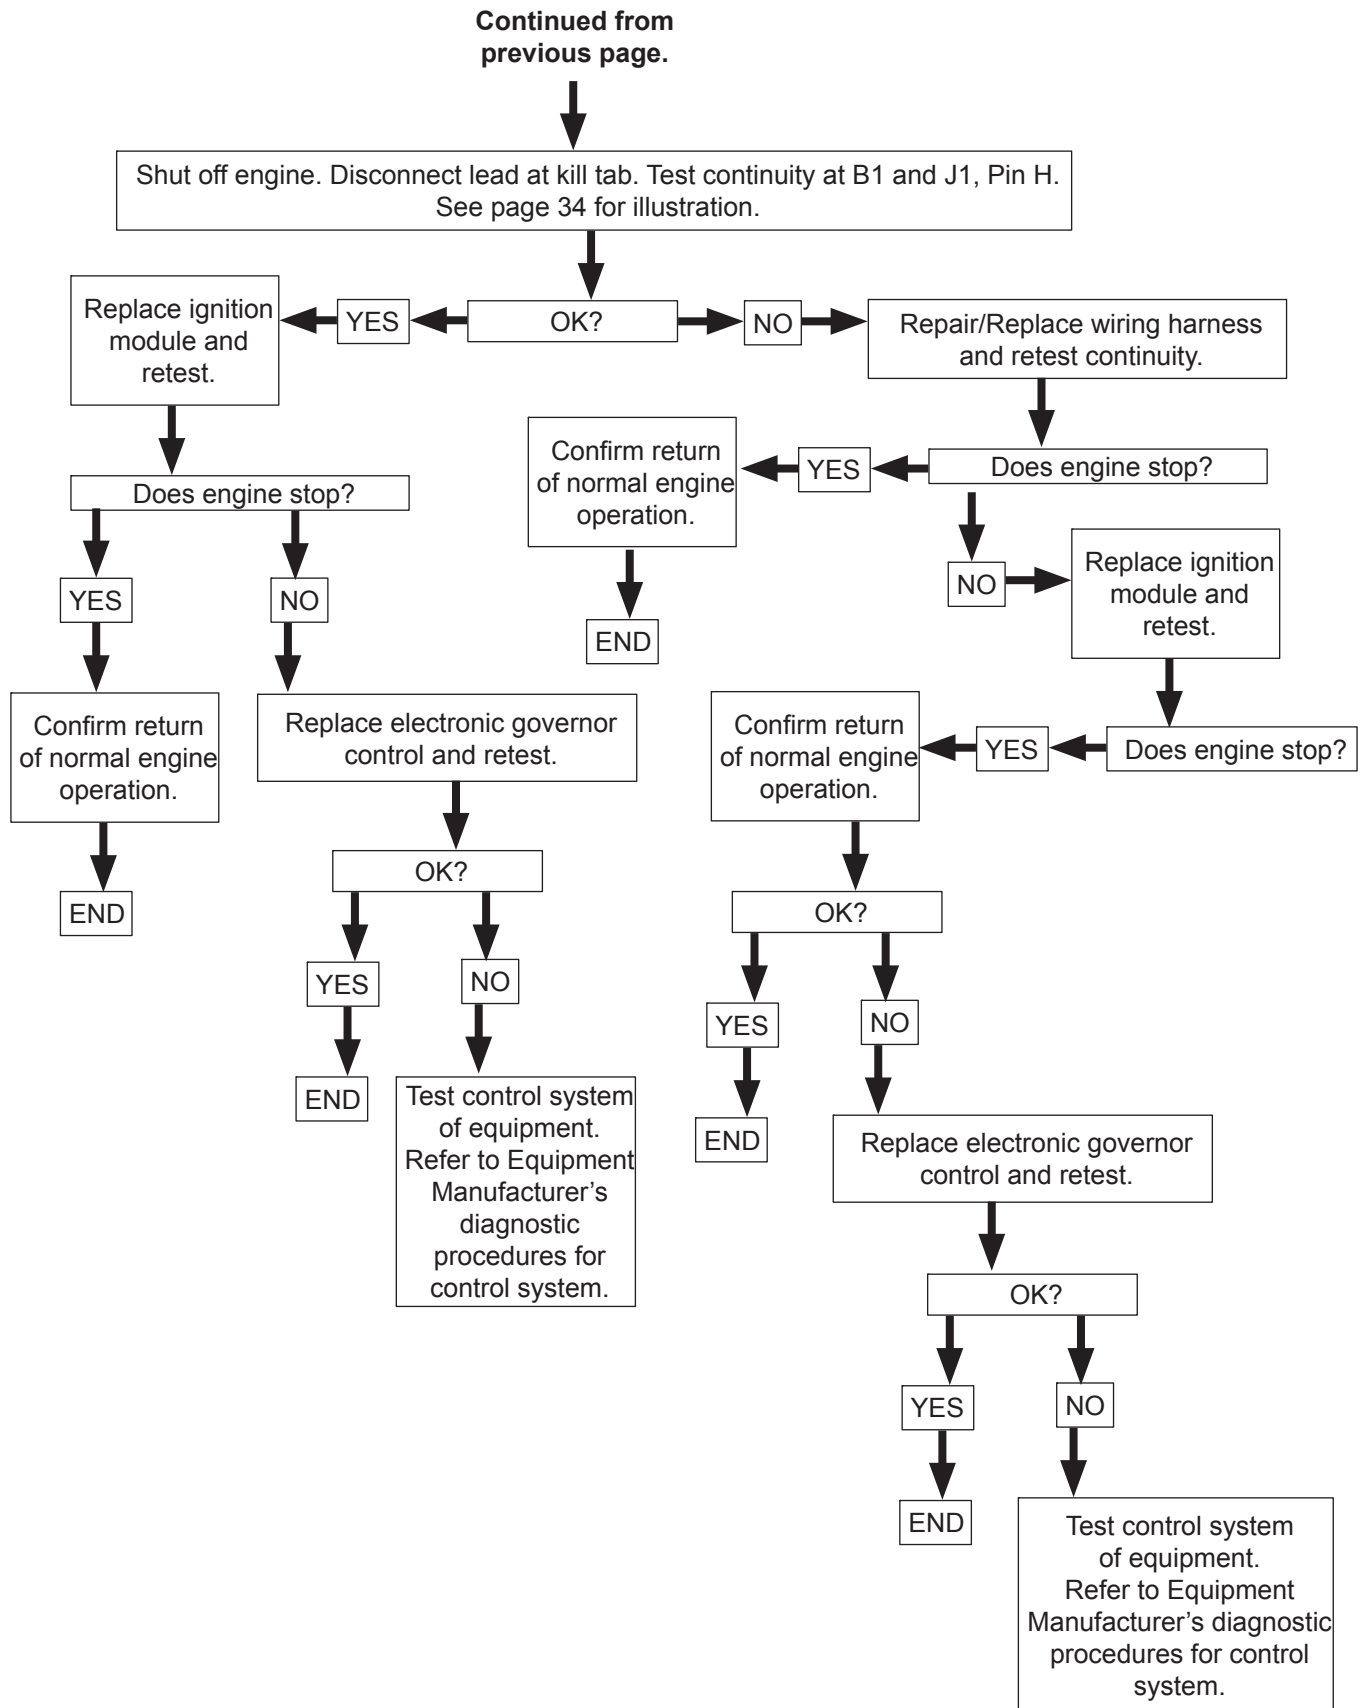 Continued from
previous page.
Shut off engine. Disconnect lead at kill tab. Test continuity at B1 and J1, Pin H.
See page 34 for illustration.
Replace ignition
module and
retest.
YES
OK?
NO
Repair/Replace wiring harness
and retest continuity.
Does engine stop?
Confirm return
of normal engine
operation.
YES
Does engine stop?
YES
NO
END
NO
Replace ignition
module and
retest.
Confirm return
of normal engine
operation.
Replace electronic governor
control and retest.
Confirm return
of normal engine
operation.
YES
Does engine stop?
END
OK?
OK?
YES
NO
YES
NO
END
Test control system
of equipment.
Refer to Equipment
Manufacturer’s
diagnostic
procedures for
control system.
END
Replace electronic governor
control and retest.
OK?
YES
NO
END
Test control system
of equipment.
Refer to Equipment
Manufacturer’s diagnostic
procedures for control
system.